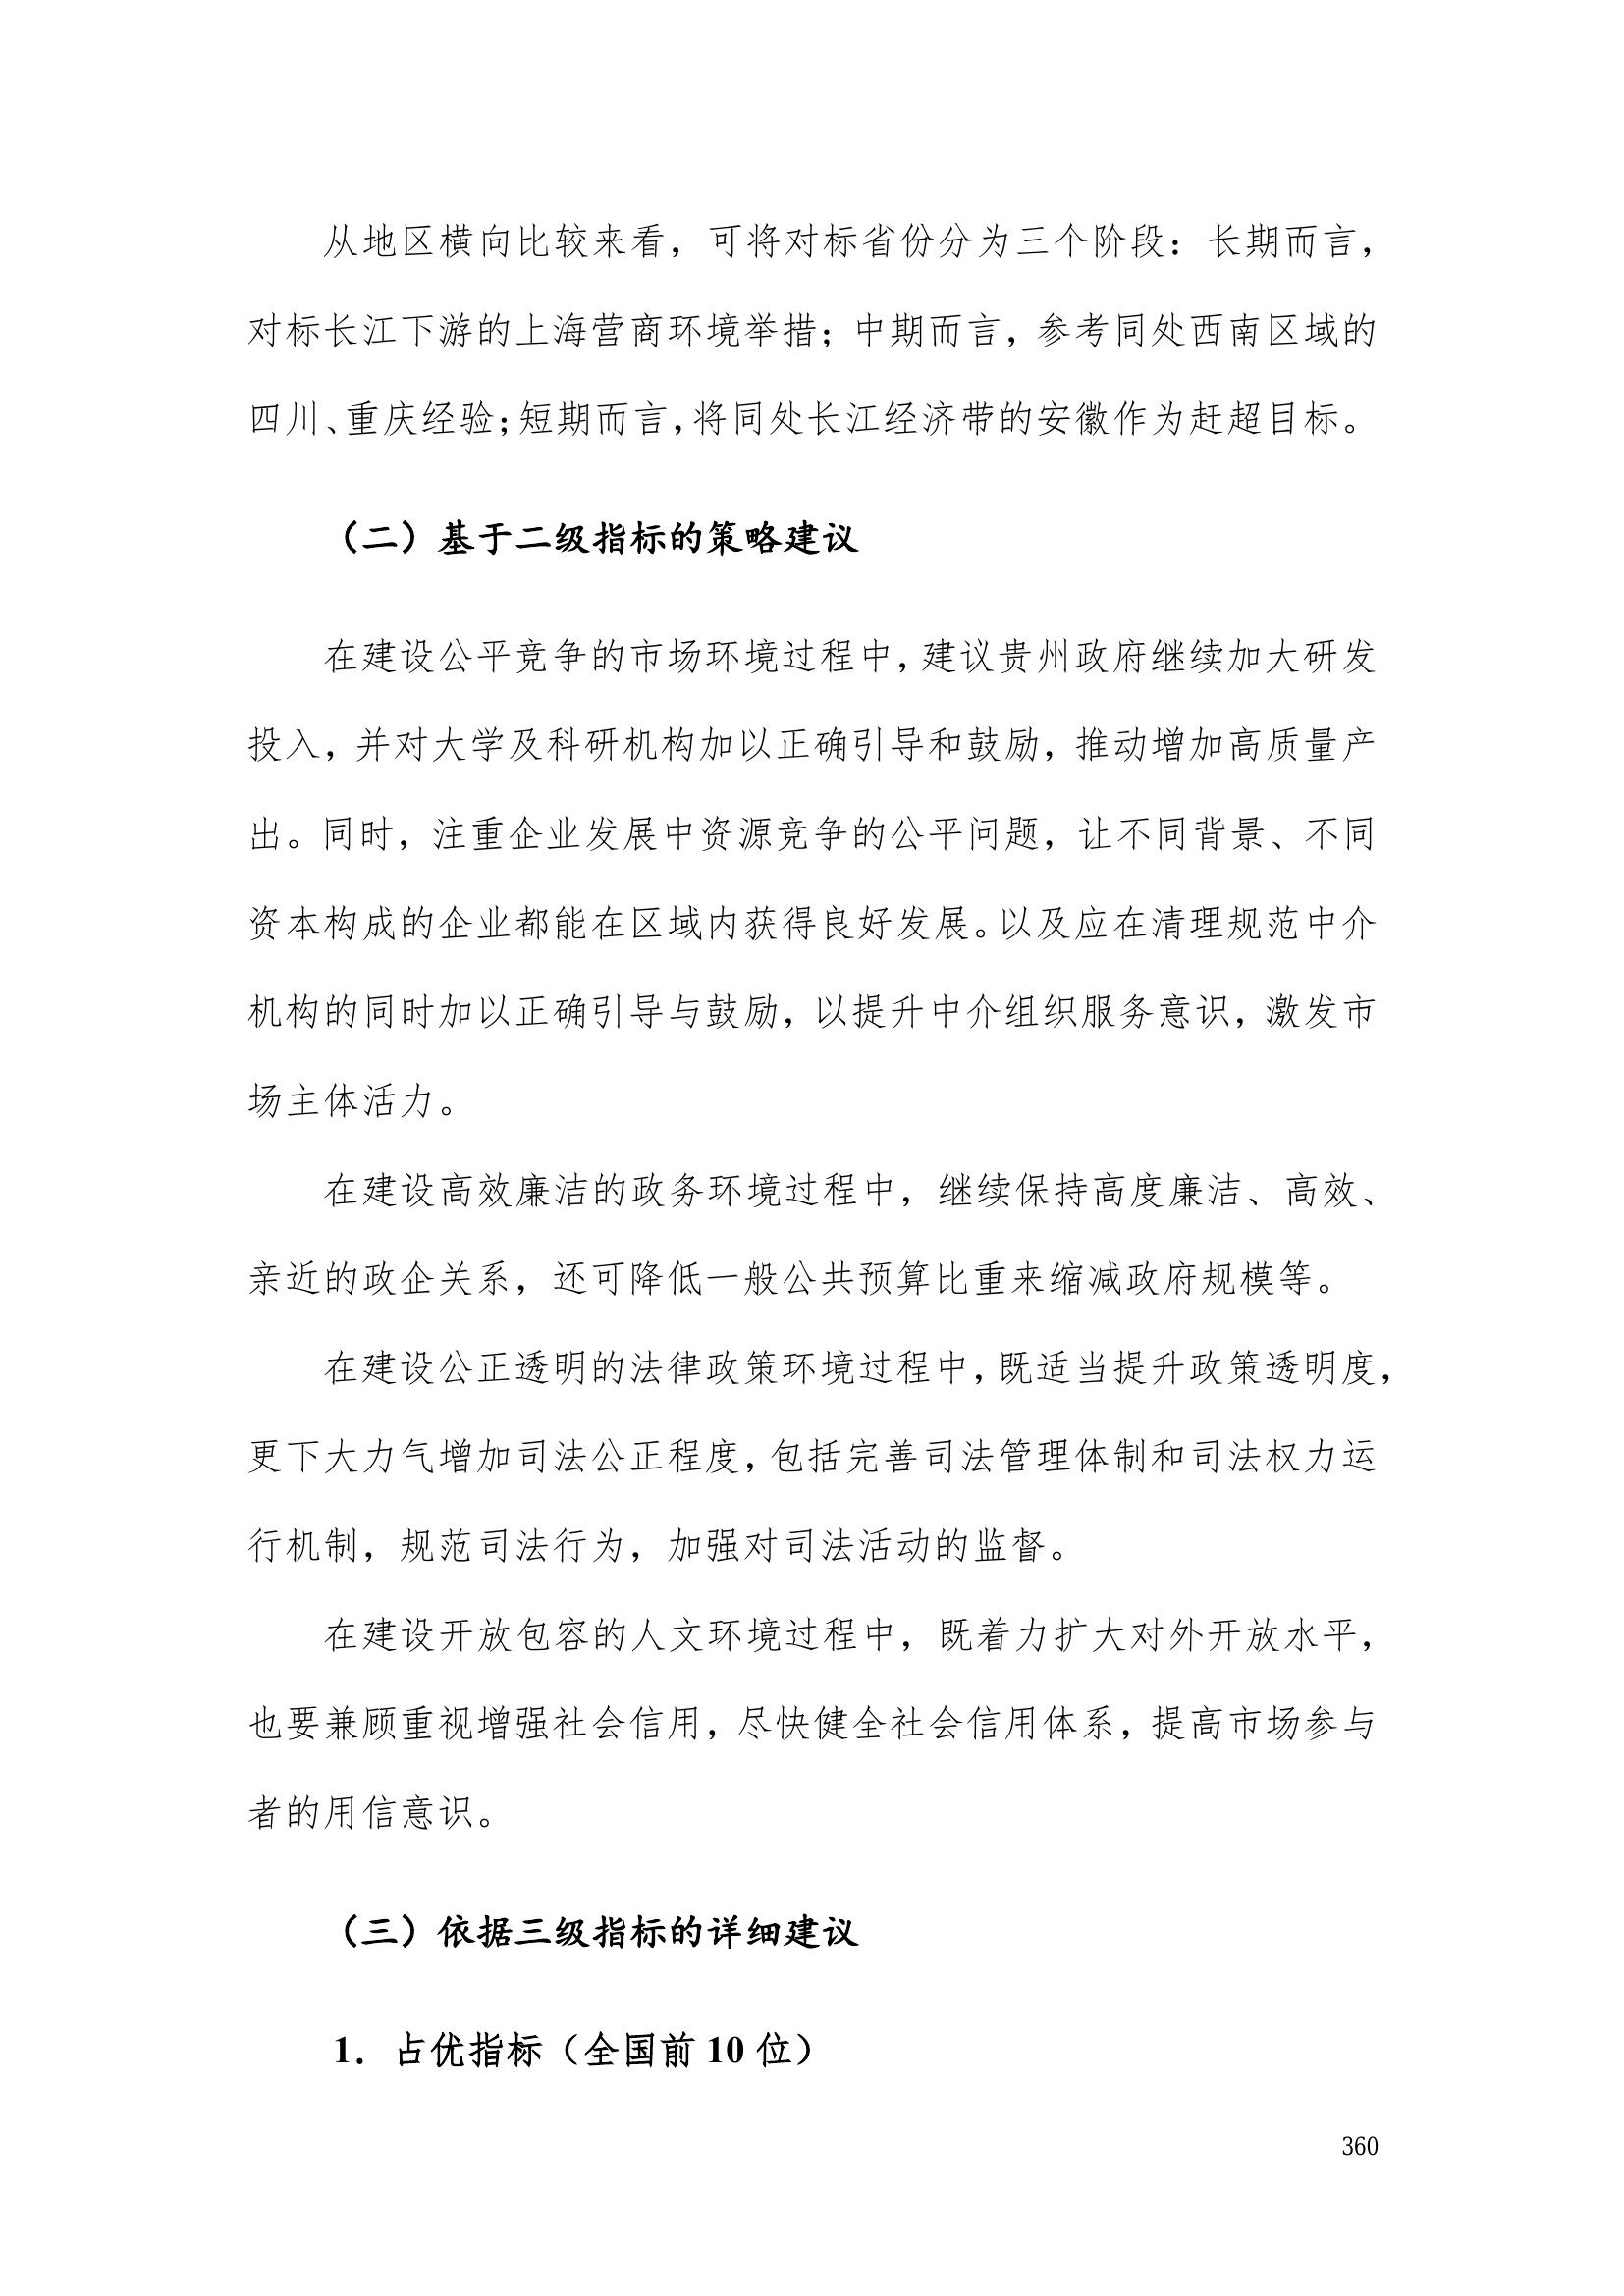 从地区横向比较来看，可将对标省份分为三个阶段：长期而言，
对标长江下游的上海营商环境举措；中期而言，参考同处西南区域的
四川、重庆经验；短期而言，将同处长江经济带的安徽作为赶超目标。
（二）基于二级指标的策略建议
在建设公平竞争的市场环境过程中，建议贵州政府继续加大研发
投入，并对大学及科研机构加以正确引导和鼓励，推动增加高质量产
出。同时，注重企业发展中资源竞争的公平问题，让不同背景、不同
资本构成的企业都能在区域内获得良好发展。以及应在清理规范中介
机构的同时加以正确引导与鼓励，以提升中介组织服务意识，激发市
场主体活力。
在建设高效廉洁的政务环境过程中，继续保持高度廉洁、高效、
亲近的政企关系，还可降低一般公共预算比重来缩减政府规模等。
在建设公正透明的法律政策环境过程中，既适当提升政策透明度，
更下大力气增加司法公正程度，包括完善司法管理体制和司法权力运
行机制，规范司法行为，加强对司法活动的监督。
在建设开放包容的人文环境过程中，既着力扩大对外开放水平，
也要兼顾重视增强社会信用，尽快健全社会信用体系，提高市场参与
者的用信意识。
（三）依据三级指标的详细建议
1．占优指标（全国前 10 位）
360